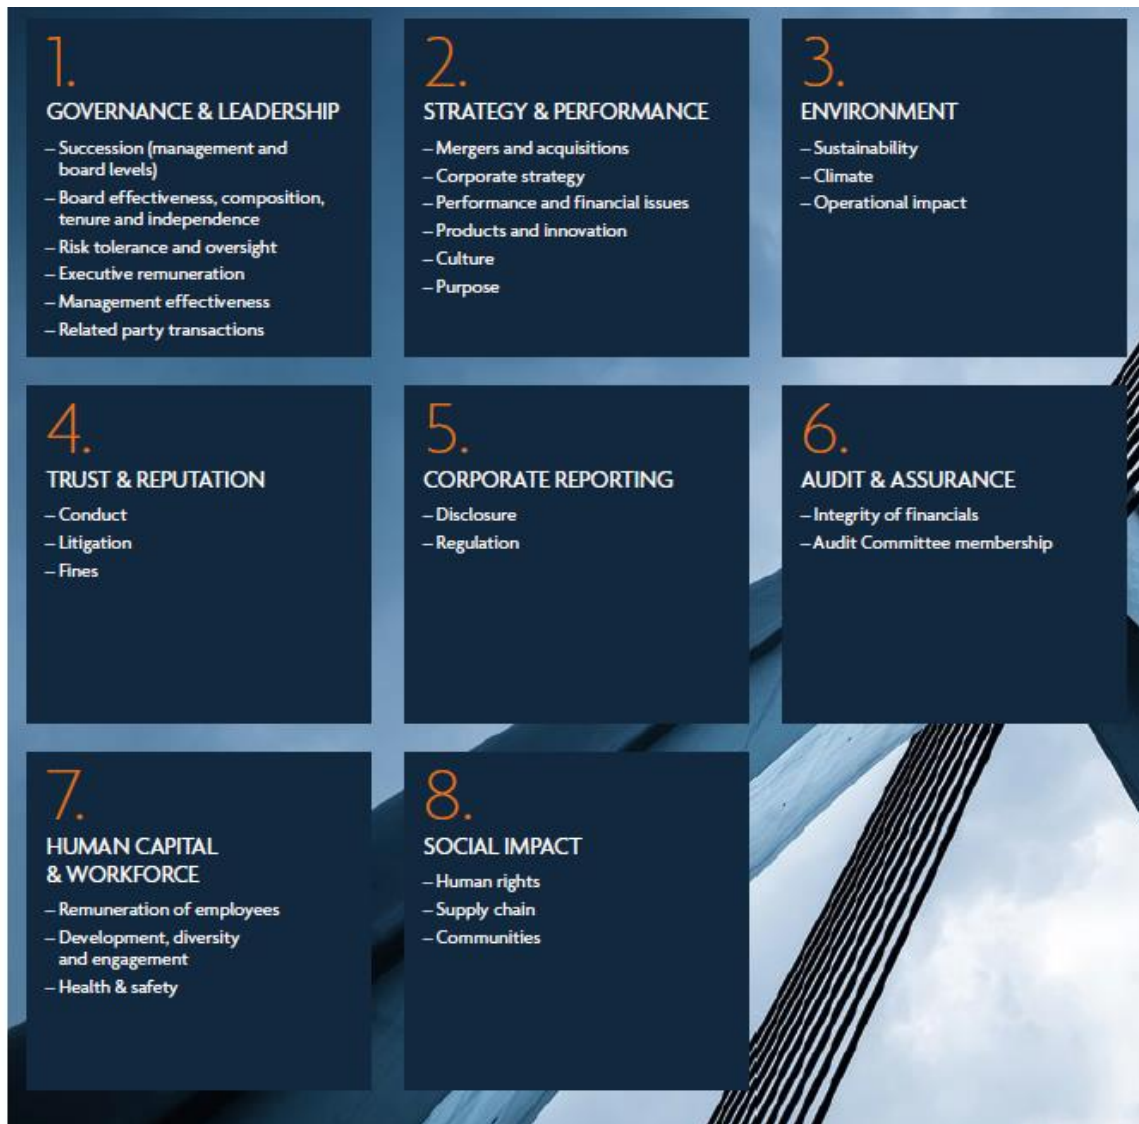 1.
GOVERNANCE & LEADERSHIP
– Succession (management and
board levels)
– Board effectiveness, composition,
tenure and independence
– Risk tolerance and oversight
– Executive remuneration
– Management effectiveness
– Related party transactions
2.
STRATEGY & PERFORMANCE
– Mergers and acquisitions
– Corporate strategy
– Performance and financial issues
– Products and innovation
– Culture
– Purpose
3.
ENVIRONMENT
– Sustainability
– Climate
– Operational impact
4.
TRUST & REPUTATION
– Conduct
– Litigation
– Fines
5.
CORPORATE REPORTING
– Disclosure
– Regulation
6.
AUDIT & ASSURANCE
– Integrity of financials
– Audit Committee membership
7.
HUMAN CAPITAL
& WORKFORCE
– Remuneration of employees
– Development, diversity
and engagement
– Health & safety
8.
SOCIAL IMPACT
– Human rights
– Supply chain
– Communities